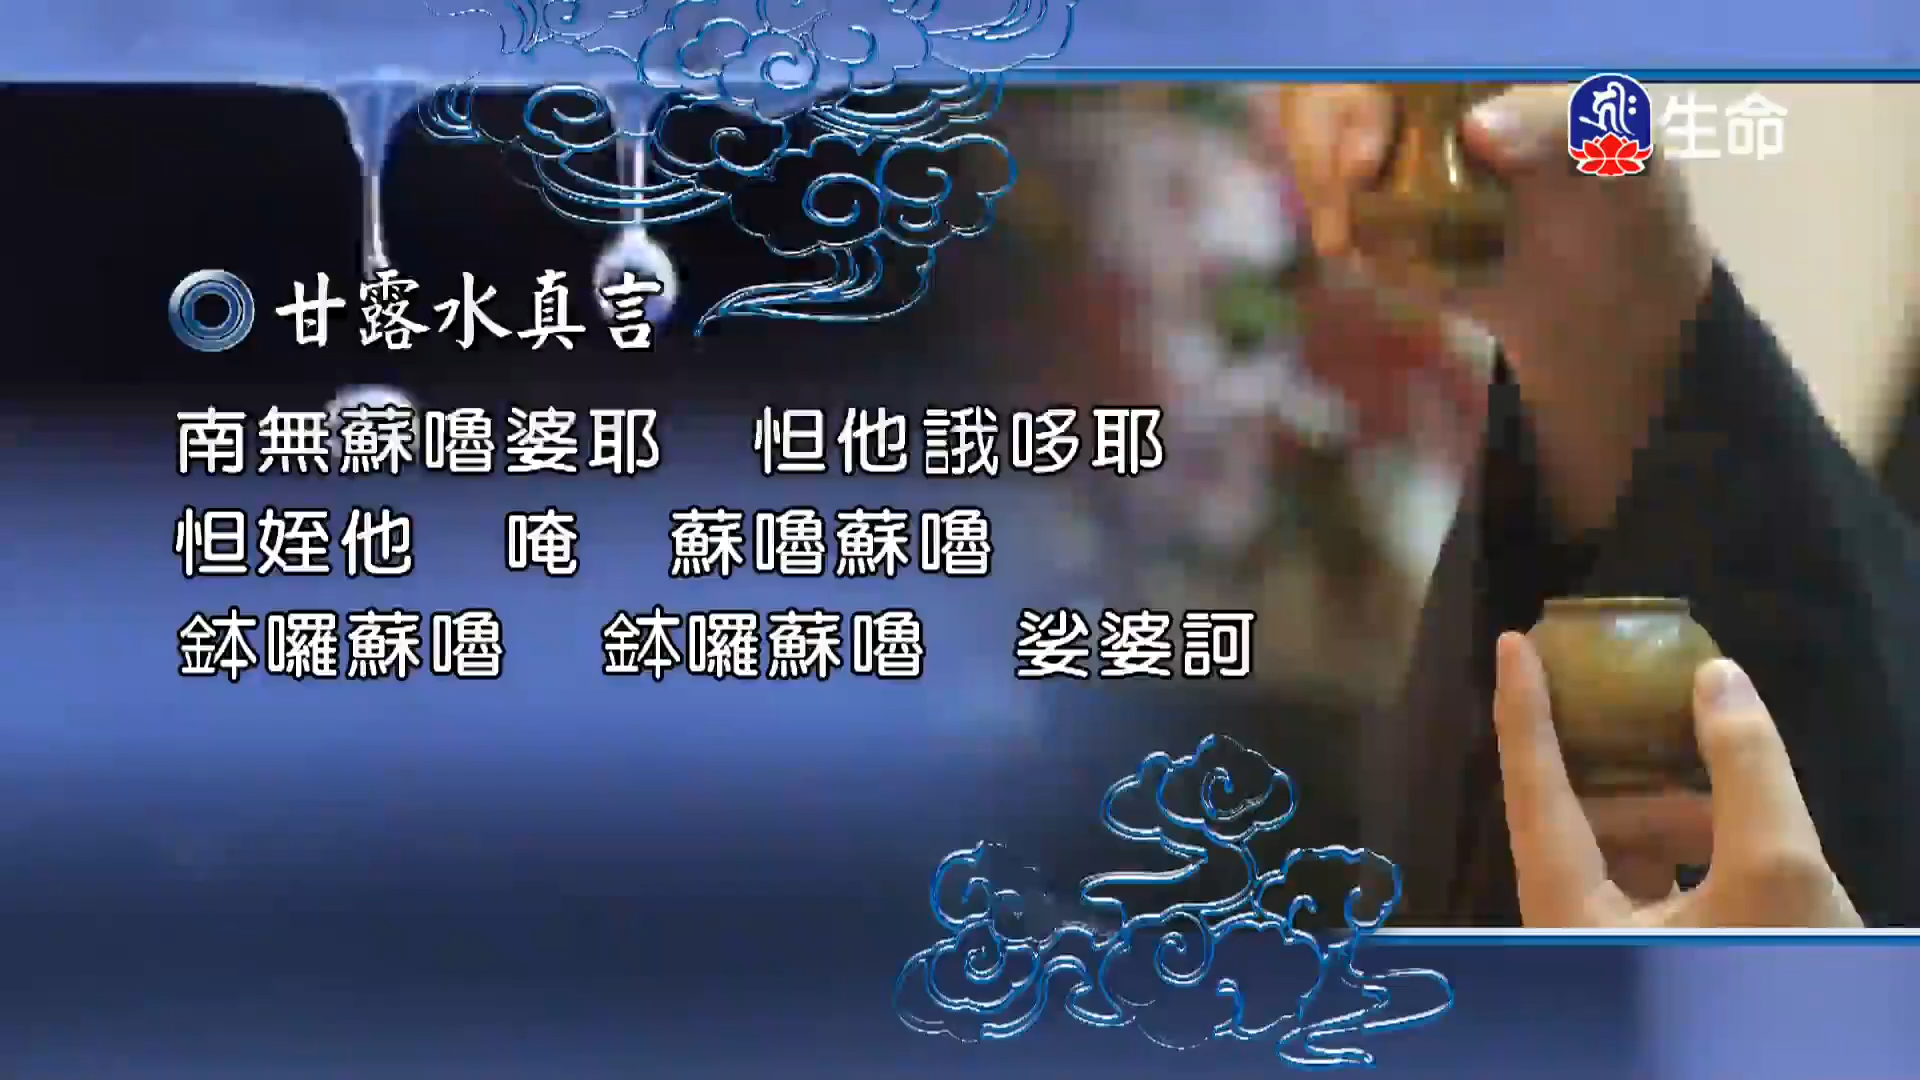 生命
甘露水真言
南無蘇嚕婆耶 怛他誐哆耶
怛姪他 唵 蘇嚕蘇嚕
鉢囉蘇嚕 鉢囉蘇嚕 娑婆訶